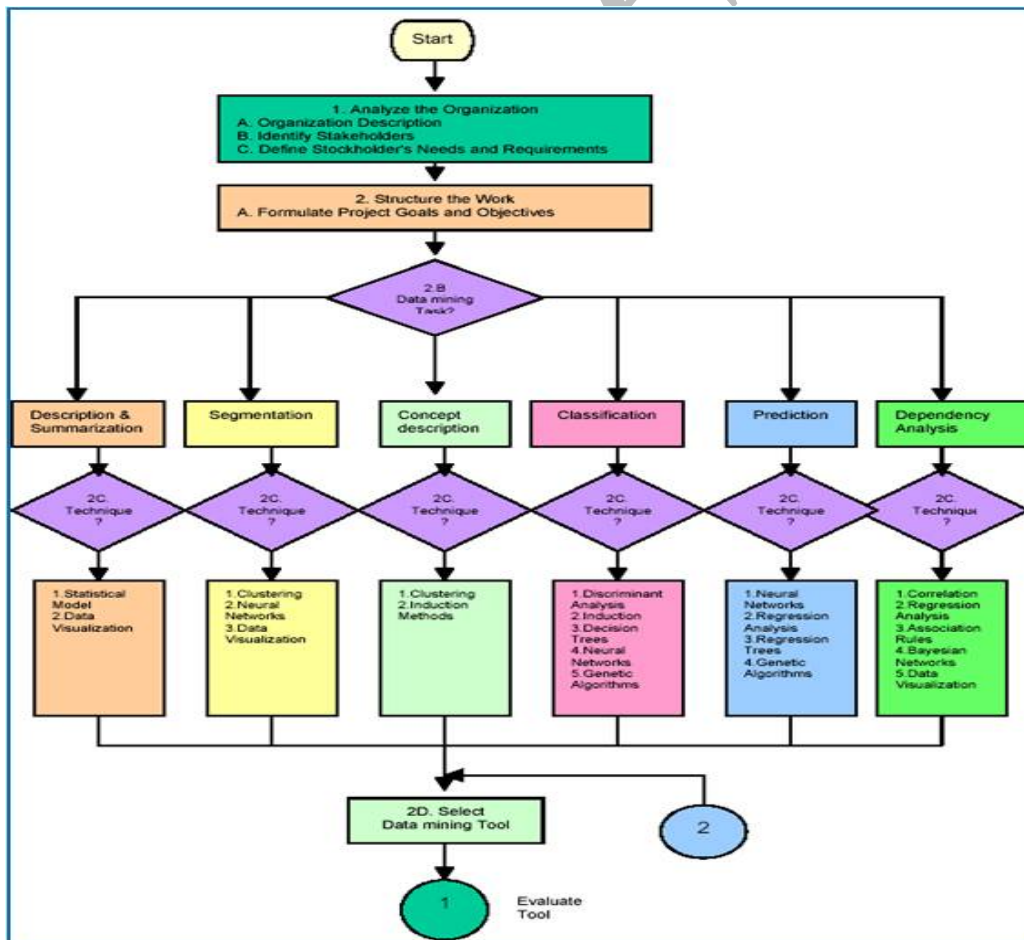 Start
1. Analyze the Organization
A. Organization Description
B. Identify Stakeholders
C. Define Stockholder's Needs and Requirements
2. Structure the Work
A. Formulate Project Goals and Objectives
2.B
Data mining
Task?
Description &
Summarization
Segmentation
Concept
description
Classification
Prediction
Dependency
Analysis
2C.
Technique
?
2C.
Technique
?
2C.
Technique
?
2C.
Technique
?
2C.
Technique
?
2C.
Technique
?
1.Statistical
Model
2.Data
Visualization
1.Clustering
2.Neural
Networks
3.Data
Visualization
1.Clustering
2.Induction
Methods
1.Discriminant
Analysis
2.Induction
3.Decision
Trees
4.Neural
Networks
5.Genetic
Algorithms
1.Neural
Networks
2.Regression
Analysis
3.Regression
Trees
4.Genetic
Algorithms
1.Correlation
2.Regression
Analysis
3.Association
Rules
4.Bayesian
Networks
5.Data
Visualization
2D. Select
Data mining Tool
2
1
Evaluate
Tool